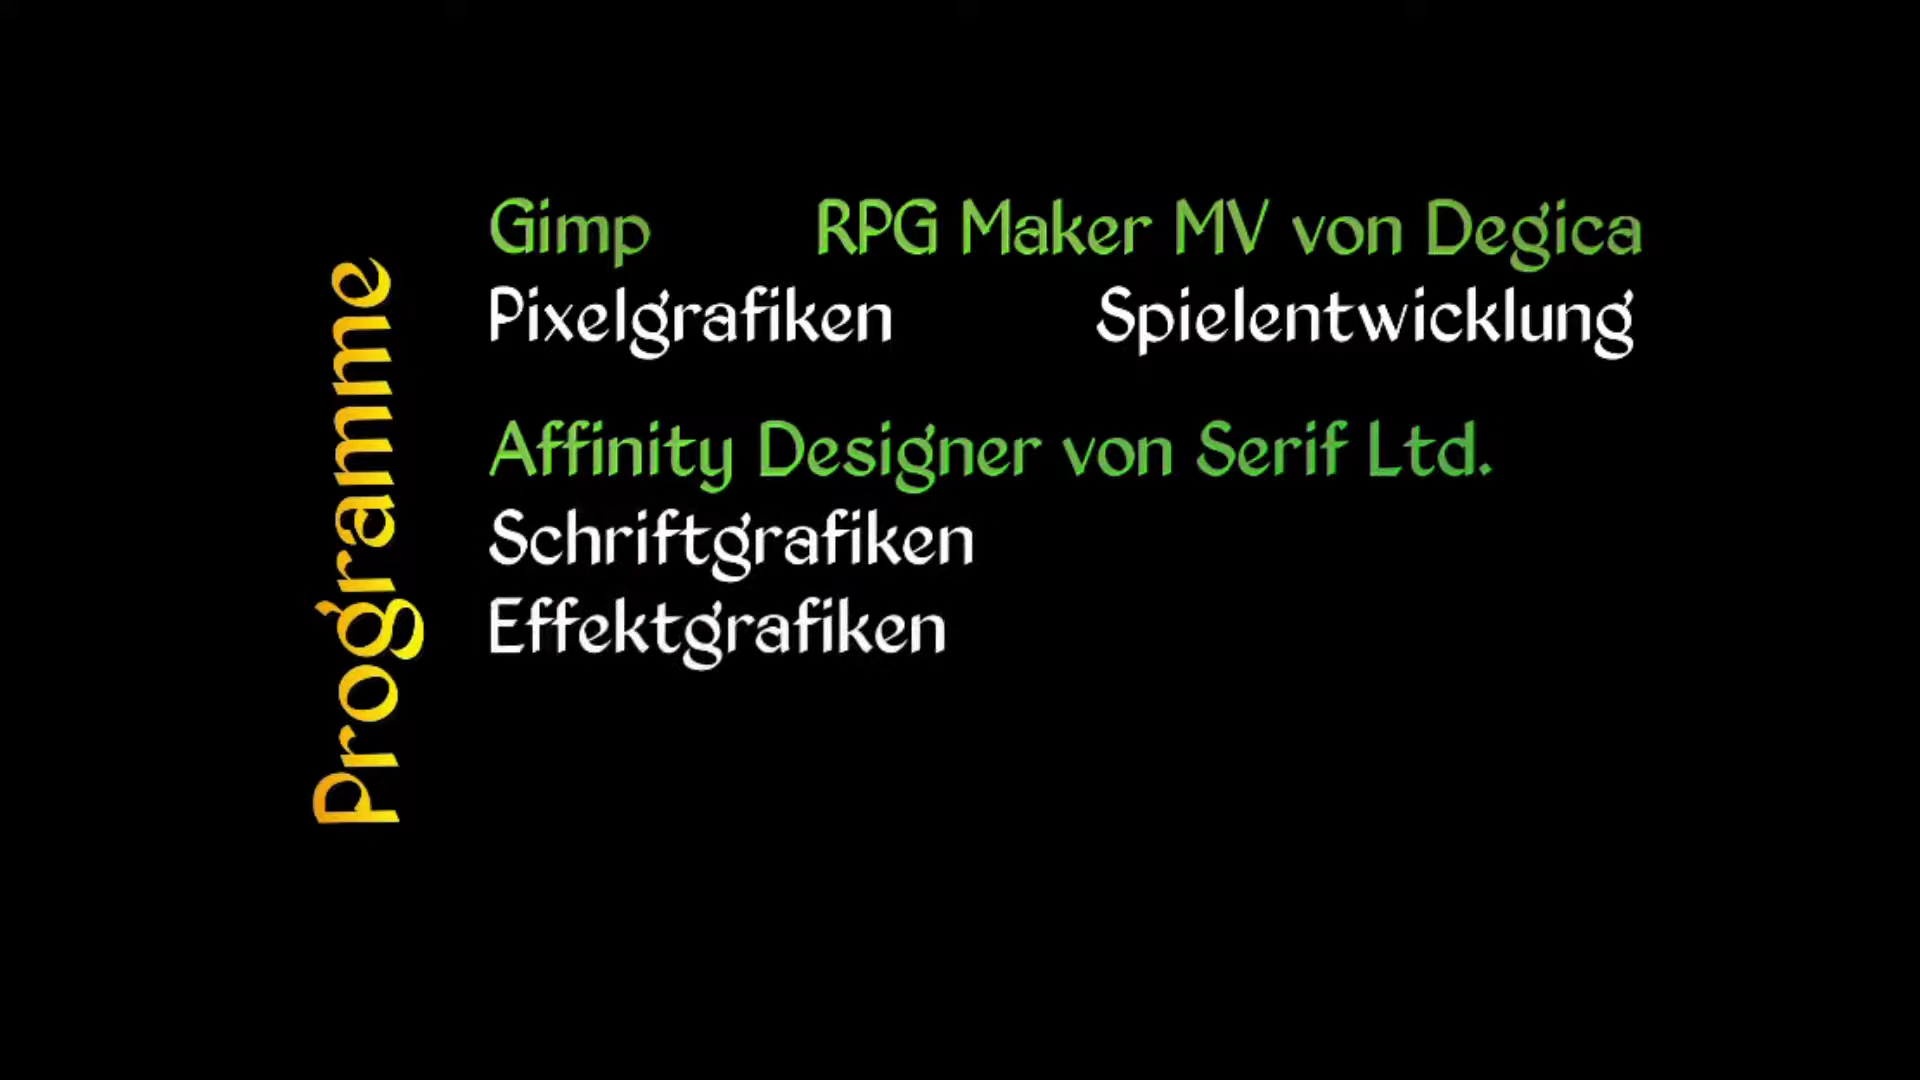 Programme
Gimp
Pixelgrafiken
RPG Maker MV von Degica
Spielentwicklung
Affinity Designer von Serif Ltd.
Schriftgrafiken
Effektgrafiken